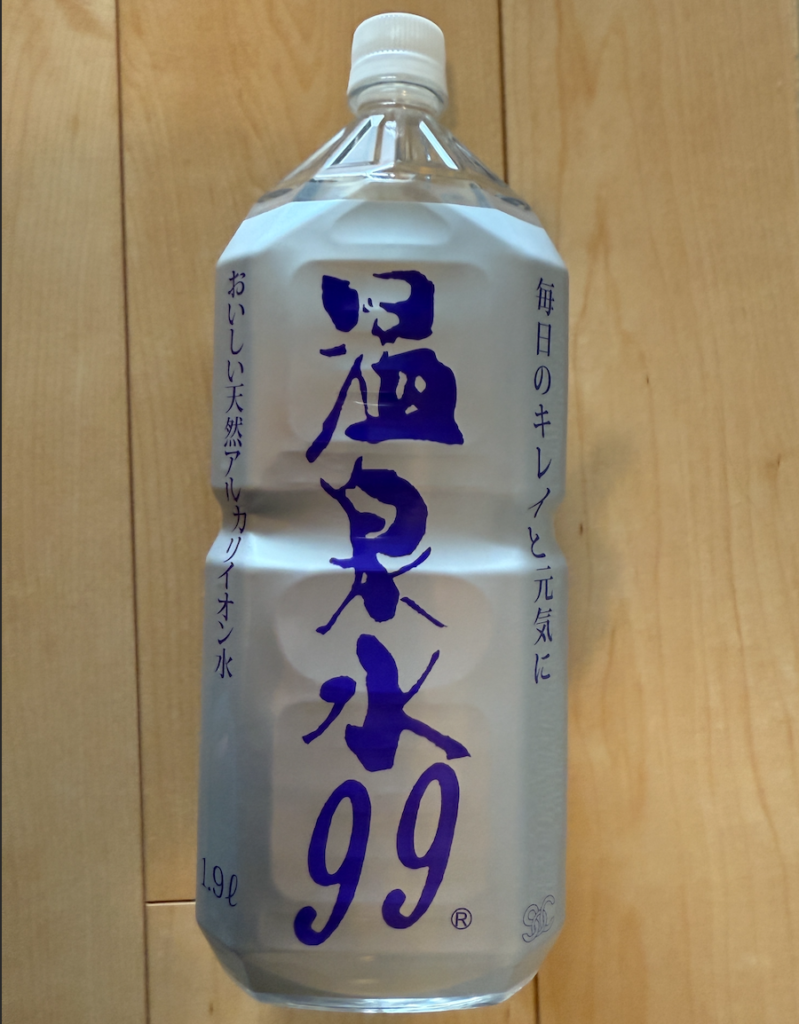 毎日のキレイと元気に
温泉水99
®
おいしい天然アルカリイオン水
1.9ℓ